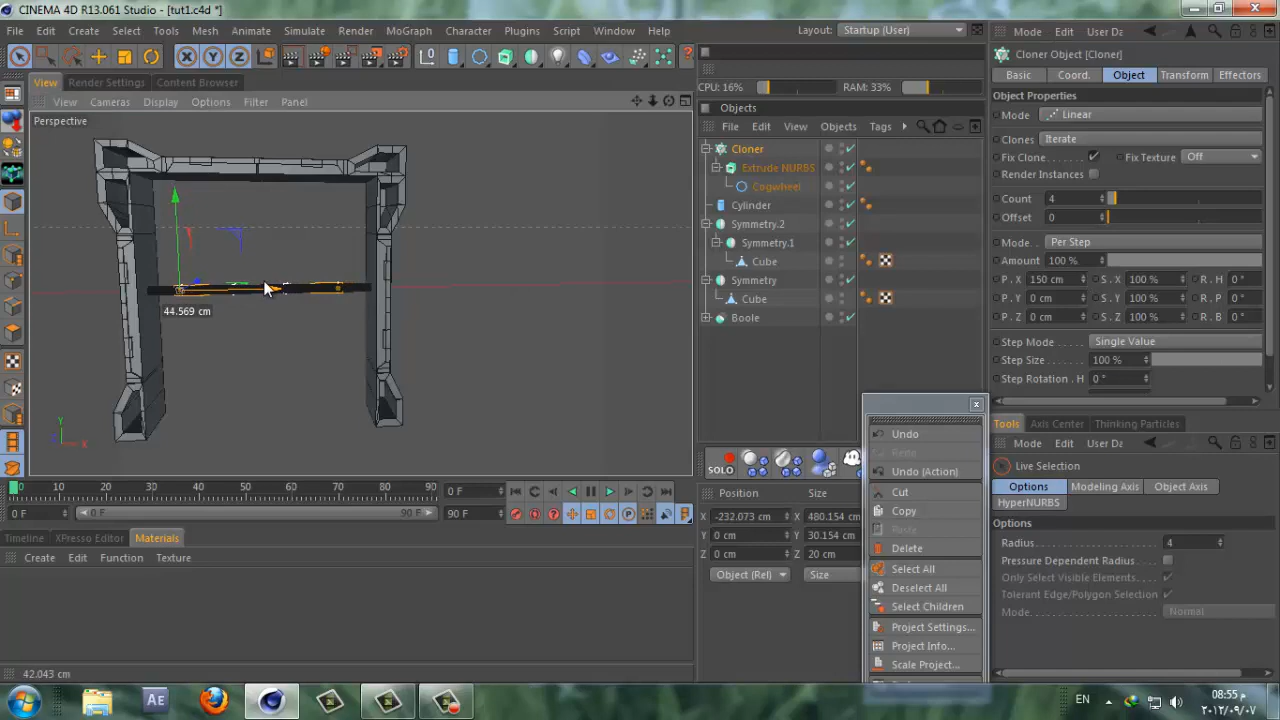 CINEMA 4D R13.061 Studio - [tut1.c4d *]
File Edit Create Select Tools Mesh Animate Simulate Render MoGraph Character Plugins Script Window Help Layout: Startup (User)
View Render Settings Content Browser
View Cameras Display Options Filter Panel
Perspective
44.569 cm
Y
X
0 10 20 30 40 50 60 70 80 90 0 F
0 F 0 F 90 F 90 F
Timeline XPresso Editor Materials
Create Edit Function Texture
42.043 cm
CPU: 16% RAM: 33%
Objects
File Edit View Objects Tags
Cloner
Extrude NURBS
Cogwheel
Cylinder
Symmetry.2
Symmetry.1
Cube
Symmetry
Cube
Boole
SOLO
Position Size
X -232.073 cm X 480.154 cm
Y 0 cm Y 30.154 cm
Z 0 cm Z 20 cm
Object (Rel) Size
Undo
Redo
Undo (Action)
Cut
Copy
Paste
Delete
Select All
Deselect All
Select Children
Project Settings...
Project Info...
Scale Project...
Mode Edit User Da
Cloner Object [Cloner]
Basic Coord. Object Transform Effectors
Object Properties
Mode Linear
Clones Iterate
Fix Clone Fix Texture Off
Render Instances
Count 4
Offset 0
Mode Per Step
Amount 100 %
P . X 150 cm S . X 100 % R . H 0 °
P . Y 0 cm S . Y 100 % R . P 0 °
P . Z 0 cm S . Z 100 % R . B 0 °
Step Mode Single Value
Step Size 100 %
Step Rotation . H 0 °
Tools Axis Center Thinking Particles
Mode Edit User Da
Live Selection
Options Modeling Axis Object Axis
HyperNURBS
Options
Radius 4
Pressure Dependent Radius
Only Select Visible Elements
Tolerant Edge/Polygon Selection
Mode: Normal
Ae EN 08:55 م
٢٠١٢/٠٩/٠٧